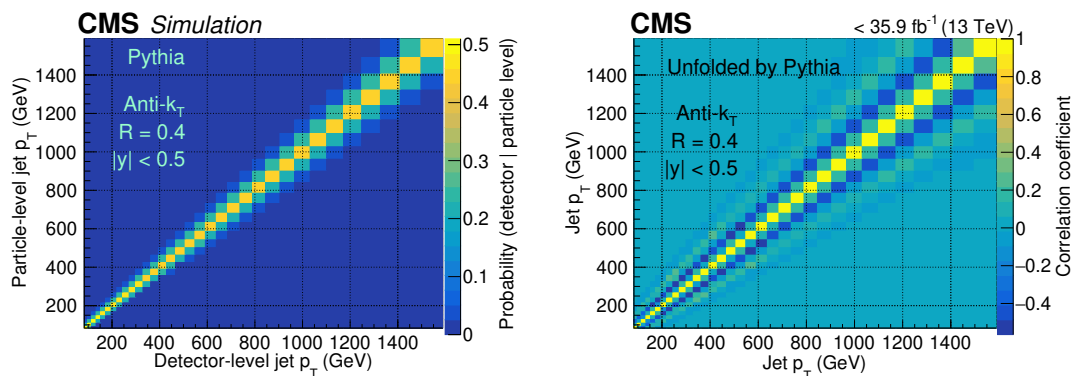 CMS Simulation
Pythia
Anti-k_T
R = 0.4
|y| < 0.5
Particle-level jet p_T (GeV)
1400
1200
1000
800
600
400
200
200 400 600 800 1000 1200 1400
Detector-level jet p_T (GeV)
0.5
0.4
0.3
0.2
0.1
0
Probability (detector | particle level)
CMS
< 35.9 fb⁻¹ (13 TeV)
Unfolded by Pythia
Anti-k_T
R = 0.4
|y| < 0.5
Jet p_T (GeV)
1400
1200
1000
800
600
400
200
200 400 600 800 1000 1200 1400
Jet p_T (GeV)
1
0.8
0.6
0.4
0.2
0
−0.2
−0.4
Correlation coefficient